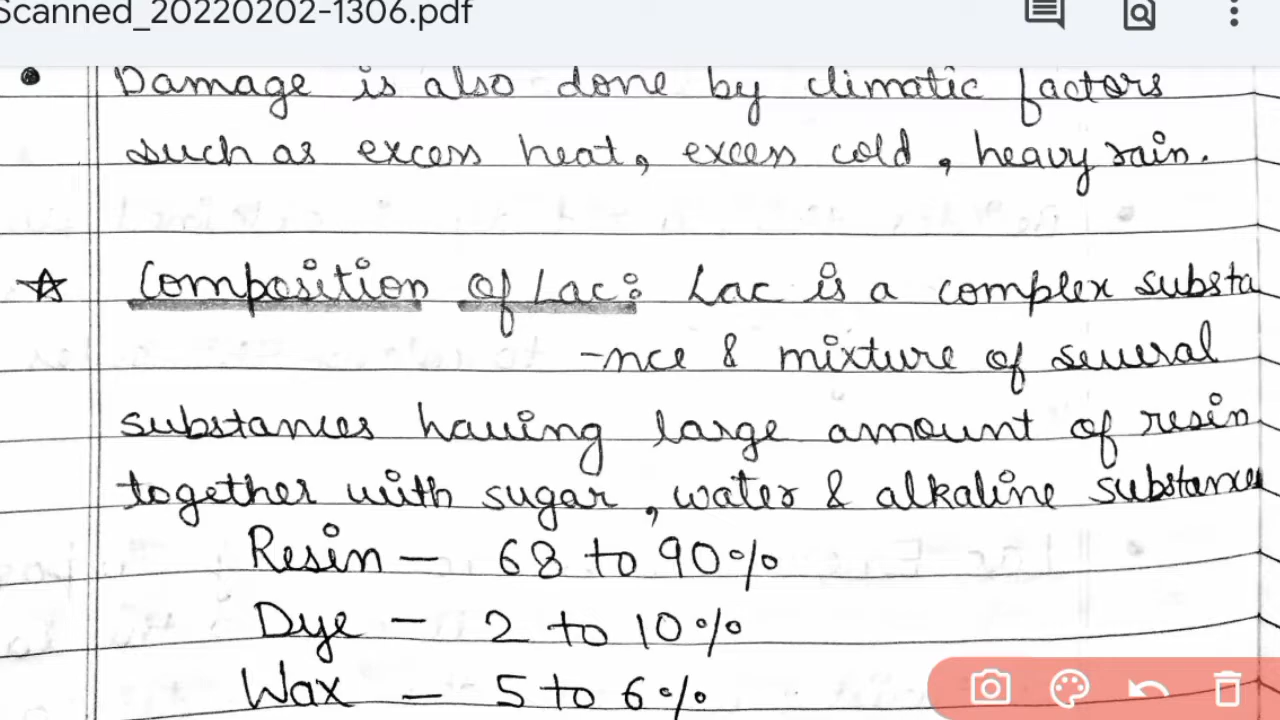 Scanned_20220202-1306.pdf
Damage is also done by climatic factors
such as excess heat, excess cold, heavy rain.
Composition of Lac: Lac is a complex substa
-nce & mixture of several
substances having large amount of resin
together with sugar, water & alkaline substances
Resin - 68 to 90%
Dye - 2 to 10%
Wax - 5 to 6%